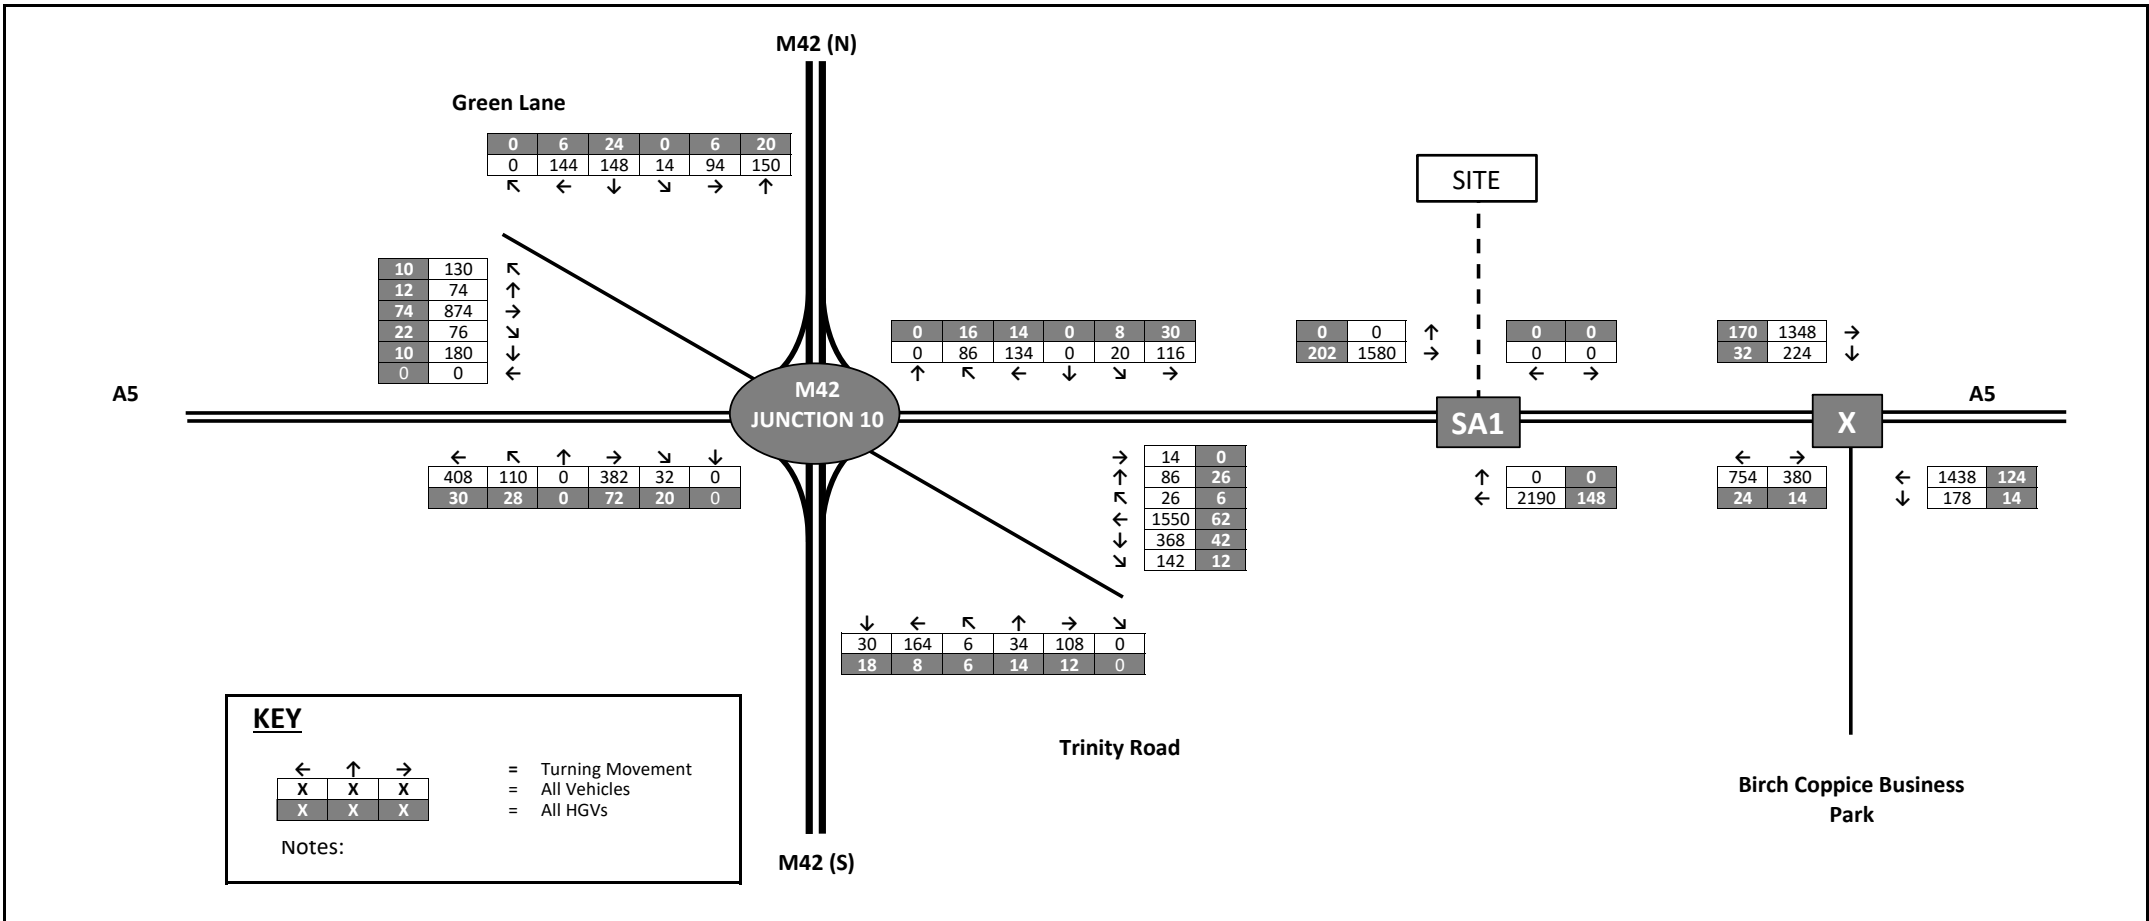 M42 (N)
Green Lane
0 6 24 0 6 20
0 144 148 14 94 150
↖ ← ↓ ↘ → ↑
SITE
10 130 ↖
12 74 ↑
74 874 →
22 76 ↘
10 180 ↓
0 0 ←
0 16 14 0 8 30
0 86 134 0 20 116
↑ ↖ ← ↓ ↘ →
0 0 ↑
202 1580 →
0 0
0 0
← →
170 1348 →
32 224 ↓
A5
M42
JUNCTION 10
SA1
X
A5
← ↖ ↑ → ↘ ↓
408 110 0 382 32 0
30 28 0 72 20 0
→ 14 0
↑ 86 26
↖ 26 6
← 1550 62
↓ 368 42
↘ 142 12
↑ 0 0
← 2190 148
← →
754 380
24 14
← 1438 124
↓ 178 14
↓ ← ↖ ↑ → ↘
30 164 6 34 108 0
18 8 6 14 12 0
Trinity Road
Birch Coppice Business
Park
KEY
← ↑ → = Turning Movement
X X X = All Vehicles
X X X = All HGVs
Notes:
M42 (S)